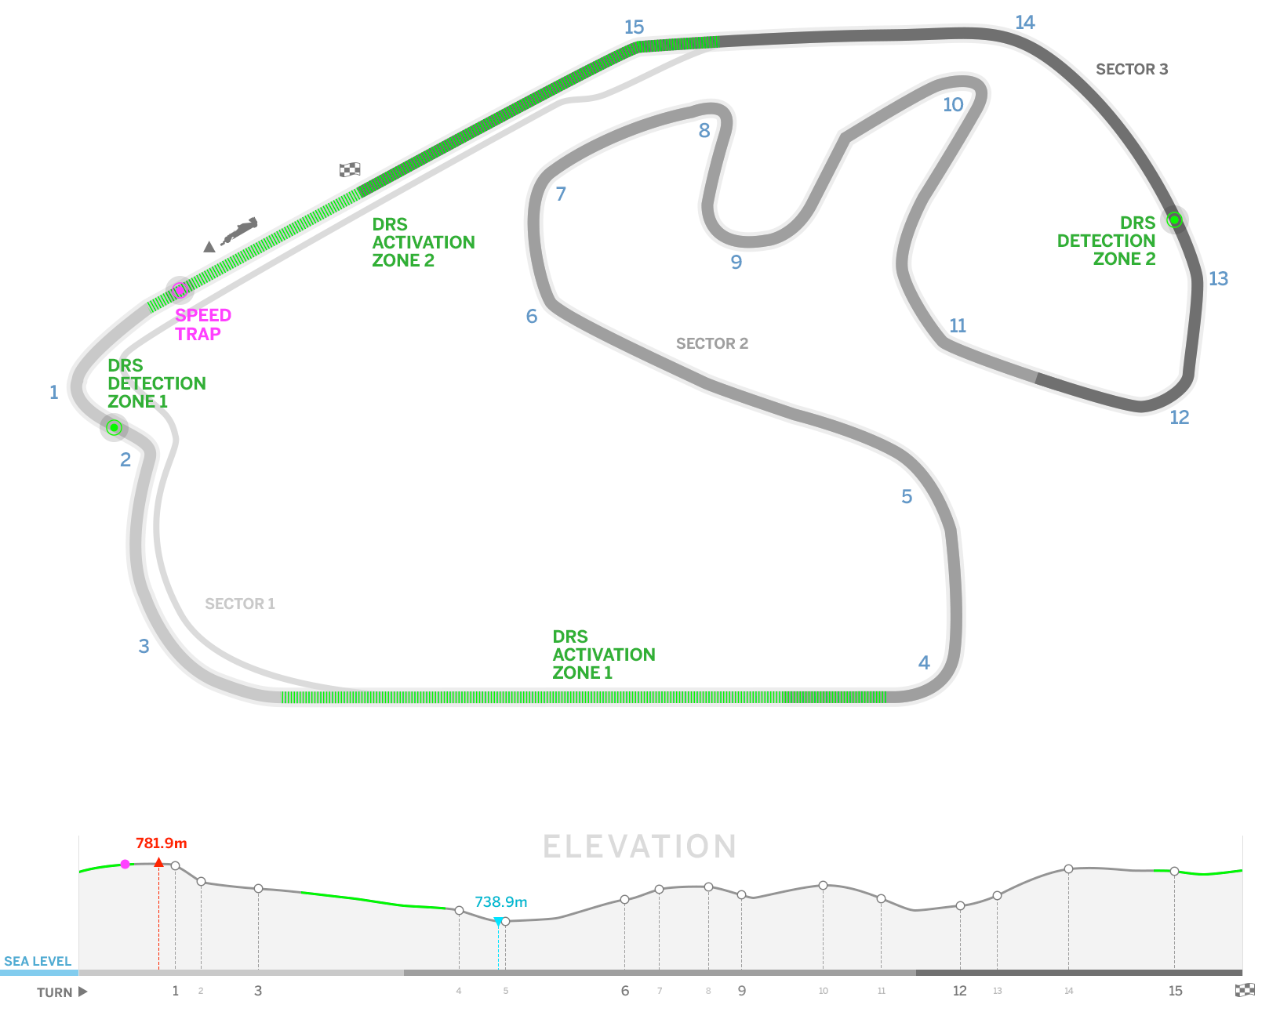 15
14
SECTOR 3
10
8
7
DRS
ACTIVATION
ZONE 2
DRS
DETECTION
ZONE 2
9
13
SPEED
TRAP
6
11
SECTOR 2
DRS
DETECTION
ZONE 1
1
12
2
5
SECTOR 1
3
DRS
ACTIVATION
ZONE 1
4
ELEVATION
781.9m
738.9m
SEA LEVEL
TURN 1 2 3 4 5 6 7 8 9 10 11 12 13 14 15